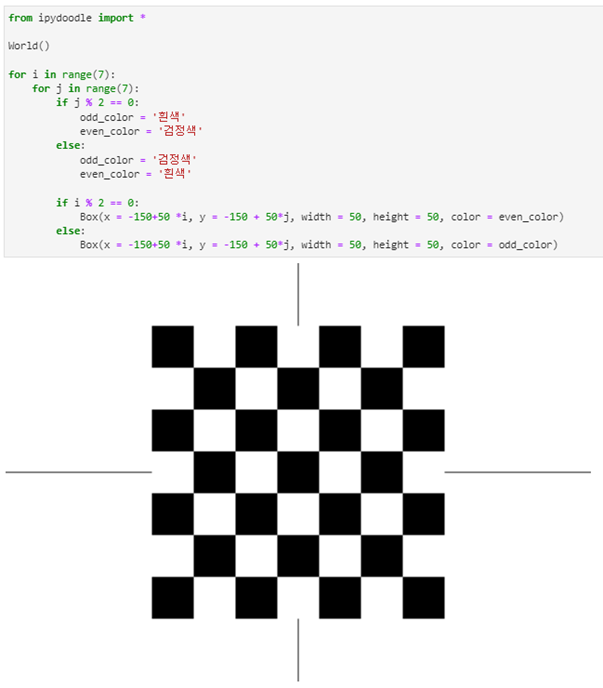 from ipydoodle import *
World()
for i in range(7):
    for j in range(7):
        if j % 2 == 0:
            odd_color = '흰색'
            even_color = '검정색'
        else:
            odd_color = '검정색'
            even_color = '흰색'
        if i % 2 == 0:
            Box(x = -150+50 *i, y = -150 + 50*j, width = 50, height = 50, color = even_color)
        else:
            Box(x = -150+50 *i, y = -150 + 50*j, width = 50, height = 50, color = odd_color)